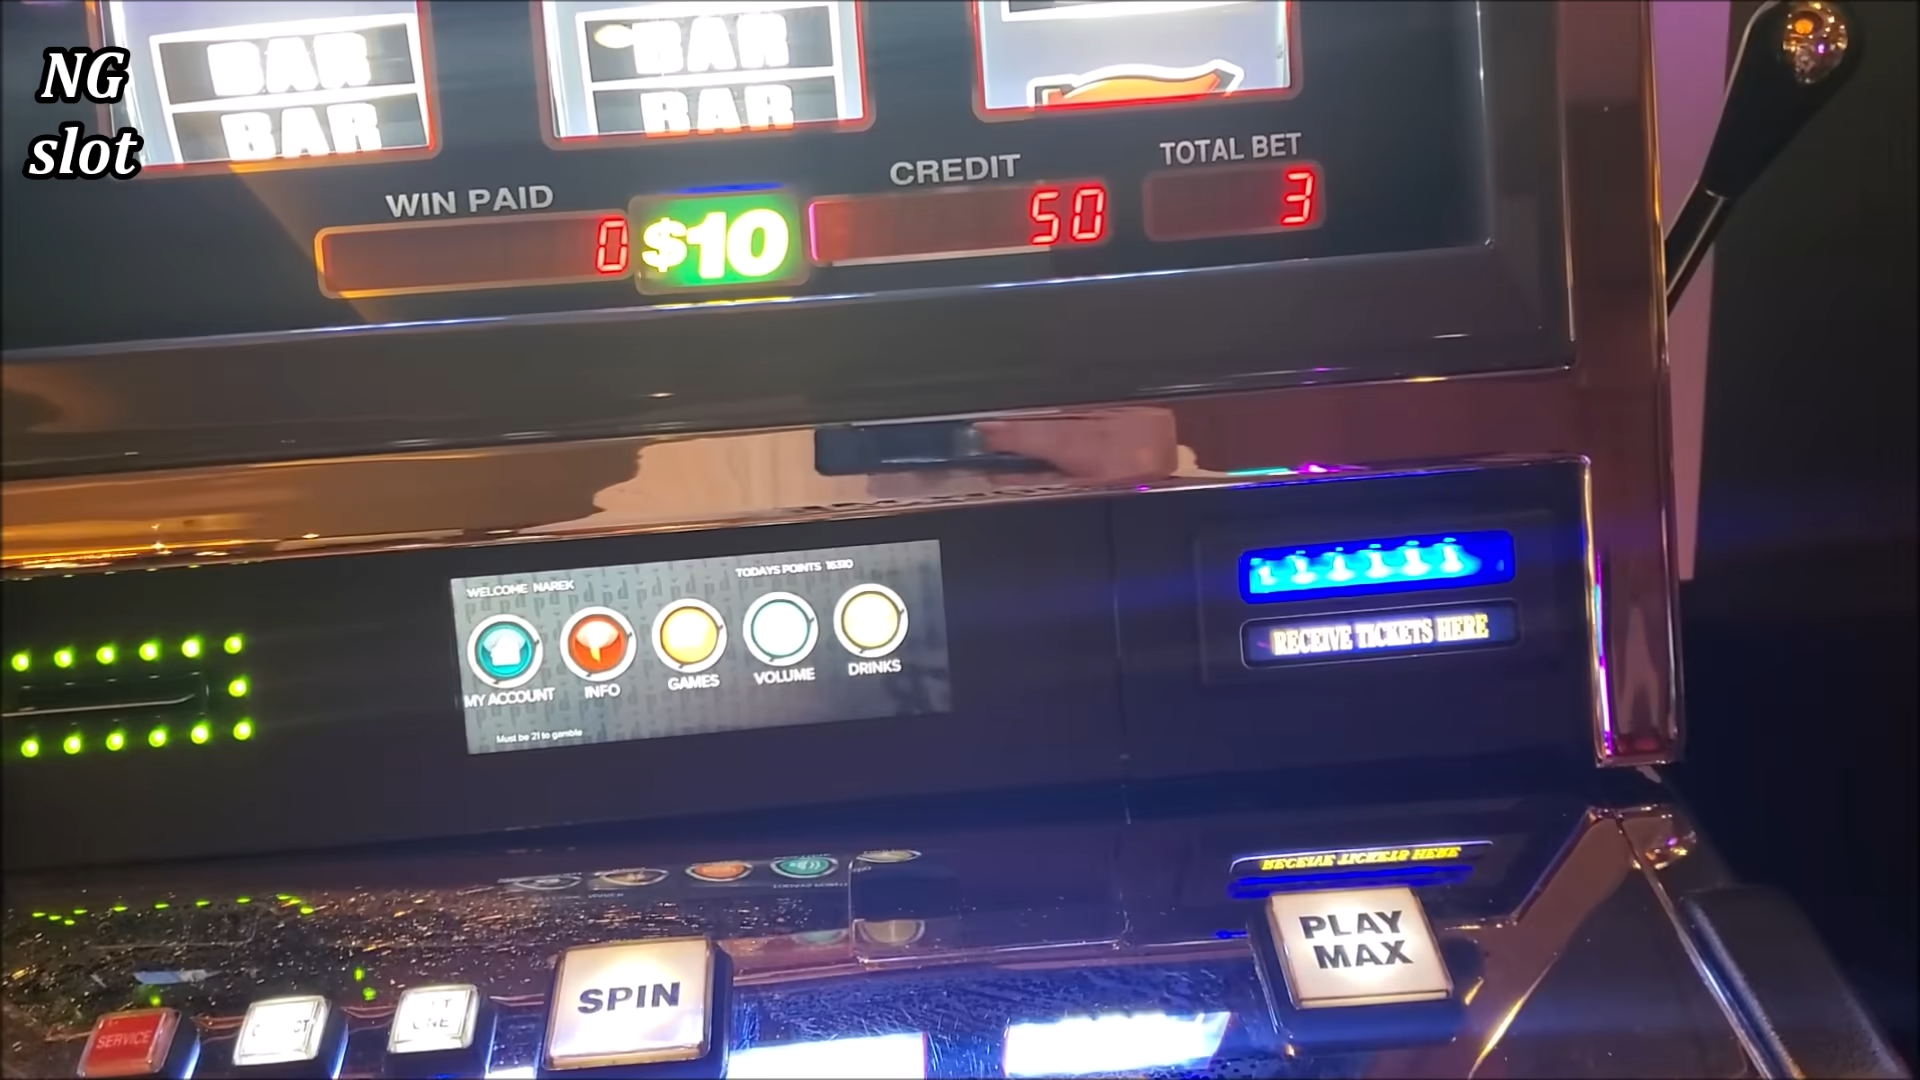 NG
slot
BAR
BAR
BAR
BAR
WIN PAID
CREDIT
TOTAL BET
0
$10
50
3
WELCOME NAREK
TODAYS POINTS 16310
MY ACCOUNT
INFO
GAMES
VOLUME
DRINKS
Must be 21 to gamble
RECEIVE TICKETS HERE
PLAY
MAX
SPIN
SERVICE